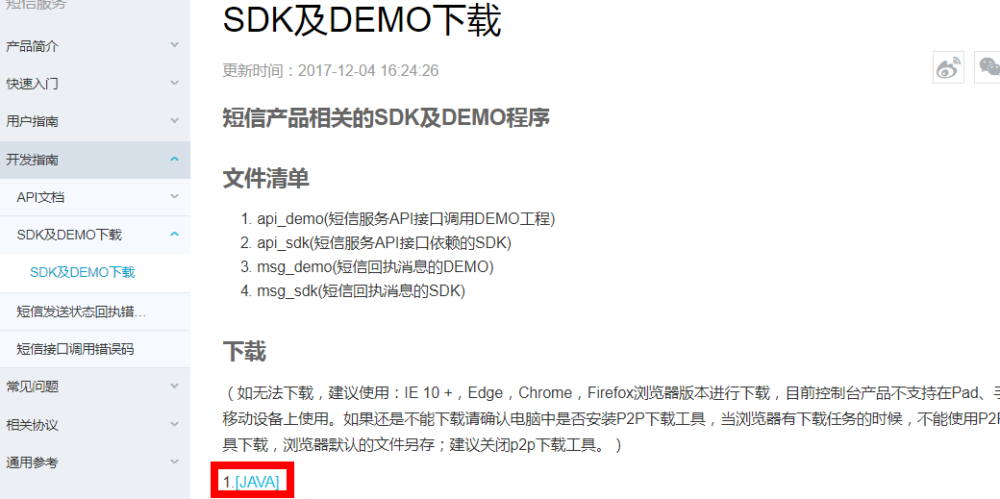 短信服务
产品简介
快速入门
用户指南
开发指南
API文档
SDK及DEMO下载
SDK及DEMO下载
短信发送状态回执错…
短信接口调用错误码
常见问题
相关协议
通用参考
SDK及DEMO下载
更新时间：2017-12-04 16:24:26
短信产品相关的SDK及DEMO程序
文件清单
1. api_demo(短信服务API接口调用DEMO工程)
2. api_sdk(短信服务API接口依赖的SDK)
3. msg_demo(短信回执消息的DEMO)
4. msg_sdk(短信回执消息的SDK)
下载
（如无法下载，建议使用：IE 10 +，Edge，Chrome，Firefox浏览器版本进行下载，目前控制台产品不支持在Pad、手
移动设备上使用。如果还是不能下载请确认电脑中是否安装P2P下载工具，当浏览器有下载任务的时候，不能使用P2P
具下载，浏览器默认的文件另存；建议关闭p2p下载工具。）
1.[JAVA]